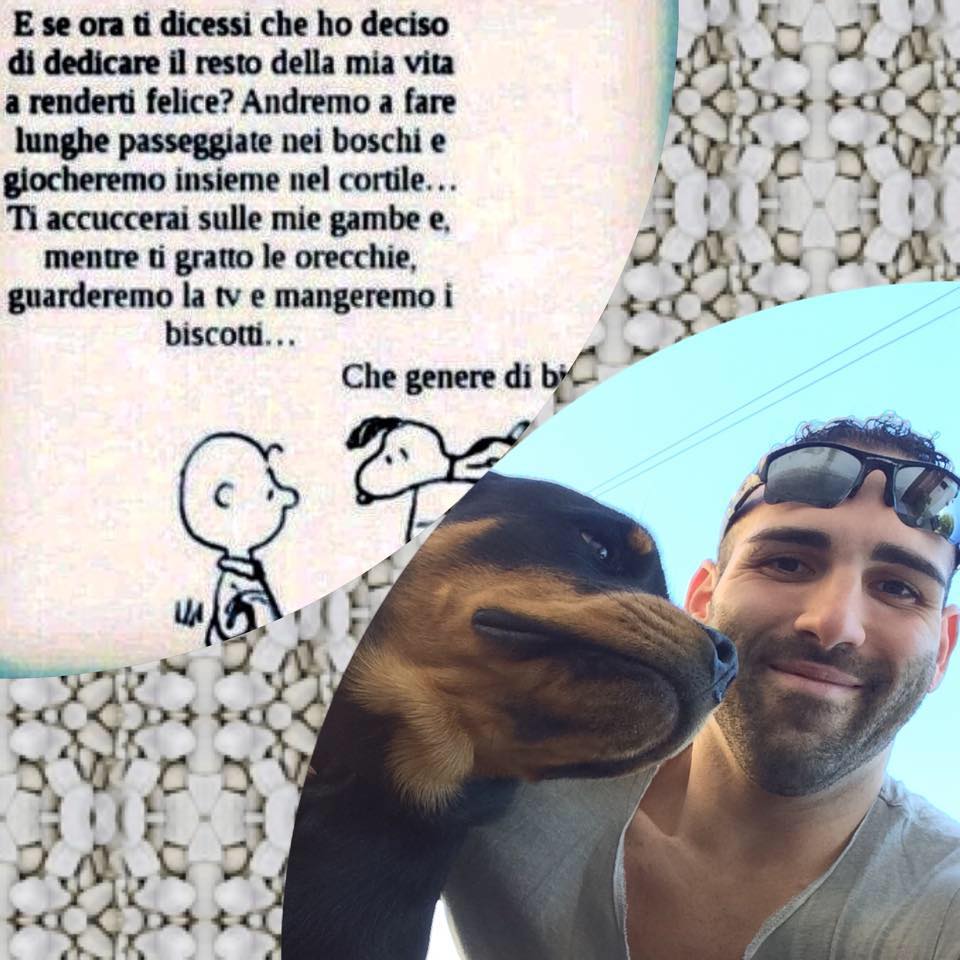 E se ora ti dicessi che ho deciso
di dedicare il resto della mia vita
a renderti felice? Andremo a fare
lunghe passeggiate nei boschi e
giocheremo insieme nel cortile...
Ti accuccerai sulle mie gambe e,
mentre ti gratto le orecchie,
guarderemo la tv e mangeremo i
biscotti...
Che genere di